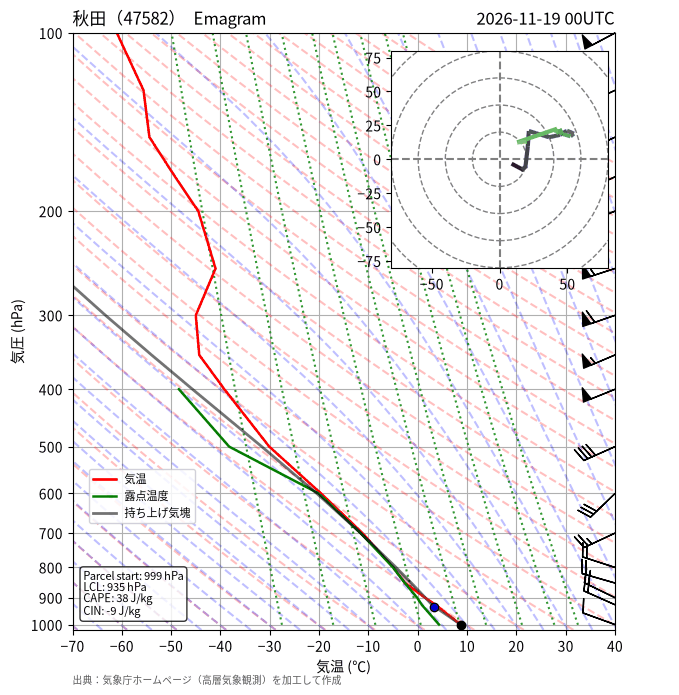 秋田（47582） Emagram
2026-11-19 00UTC
100
200
300
400
500
600
700
800
900
1000
気圧 (hPa)
75
50
25
0
−25
−50
−75
−50
0
50
気温
露点温度
持ち上げ気塊
Parcel start: 999 hPa
LCL: 935 hPa
CAPE: 38 J/kg
CIN: -9 J/kg
−70
−60
−50
−40
−30
−20
−10
0
10
20
30
40
気温 (°C)
出典：気象庁ホームページ（高層気象観測）を加工して作成